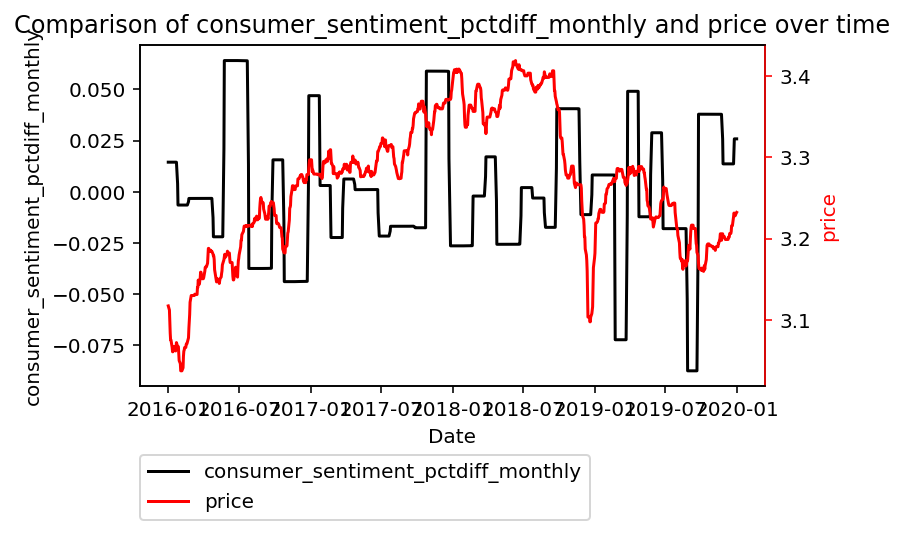 Comparison of consumer_sentiment_pctdiff_monthly and price over time
consumer_sentiment_pctdiff_monthly
0.050
0.025
0.000
−0.025
−0.050
−0.075
3.4
3.3
3.2
3.1
price
2016-01 2016-07 2017-01 2017-07 2018-01 2018-07 2019-01 2019-07 2020-01
Date
consumer_sentiment_pctdiff_monthly
price